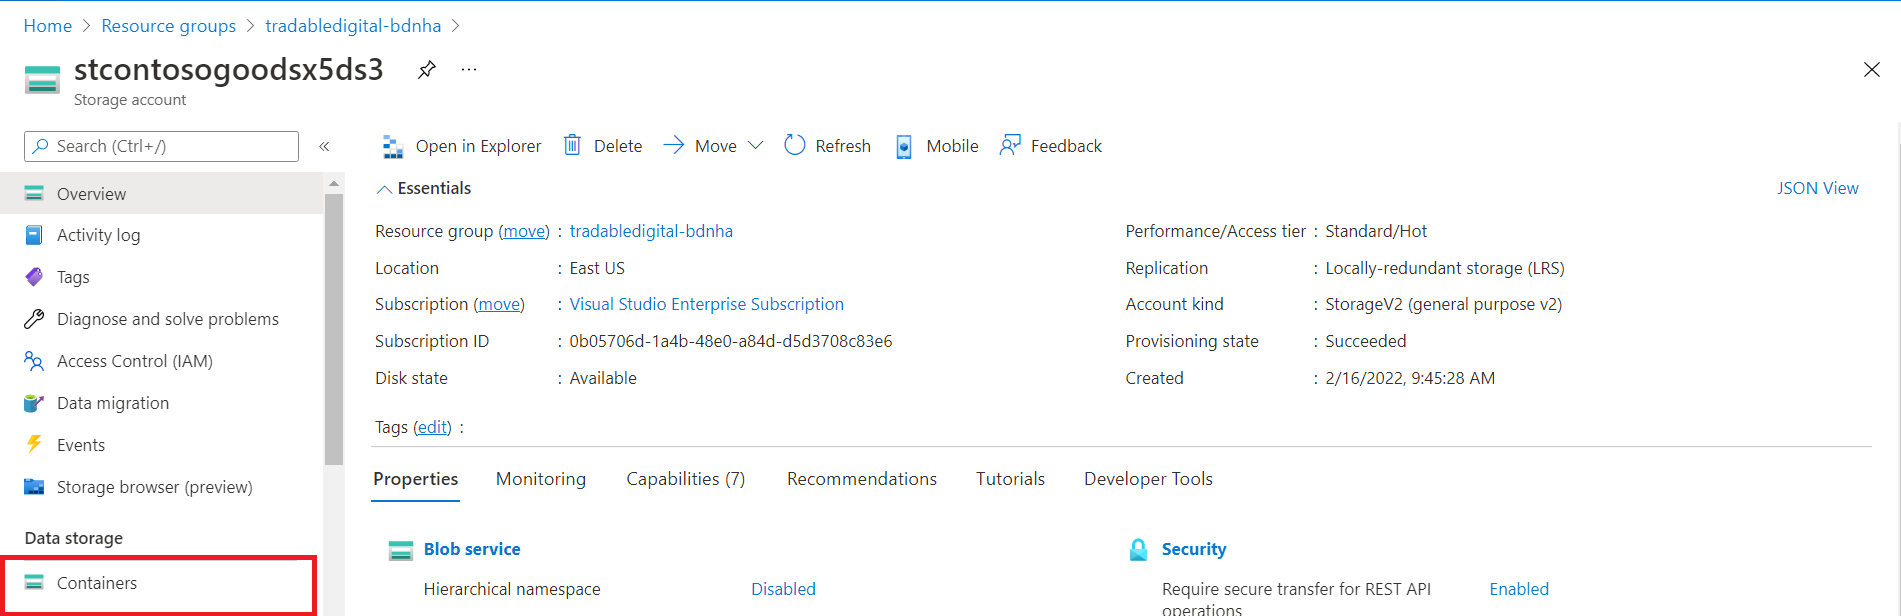 Home > Resource groups > tradabledigital-bdnha >
stcontosogoodsx5ds3 ...
Storage account
Search (Ctrl+/) «
Open in Explorer Delete Move Refresh Mobile Feedback
Overview
Activity log
Tags
Diagnose and solve problems
Access Control (IAM)
Data migration
Events
Storage browser (preview)
Data storage
Containers
Essentials JSON View
Resource group (move) : tradabledigital-bdnha
Location : East US
Subscription (move) : Visual Studio Enterprise Subscription
Subscription ID : 0b05706d-1a4b-48e0-a84d-d5d3708c83e6
Disk state : Available
Performance/Access tier : Standard/Hot
Replication : Locally-redundant storage (LRS)
Account kind : StorageV2 (general purpose v2)
Provisioning state : Succeeded
Created : 2/16/2022, 9:45:28 AM
Tags (edit) :
Properties Monitoring Capabilities (7) Recommendations Tutorials Developer Tools
Blob service
Hierarchical namespace Disabled
Security
Require secure transfer for REST API Enabled
operations